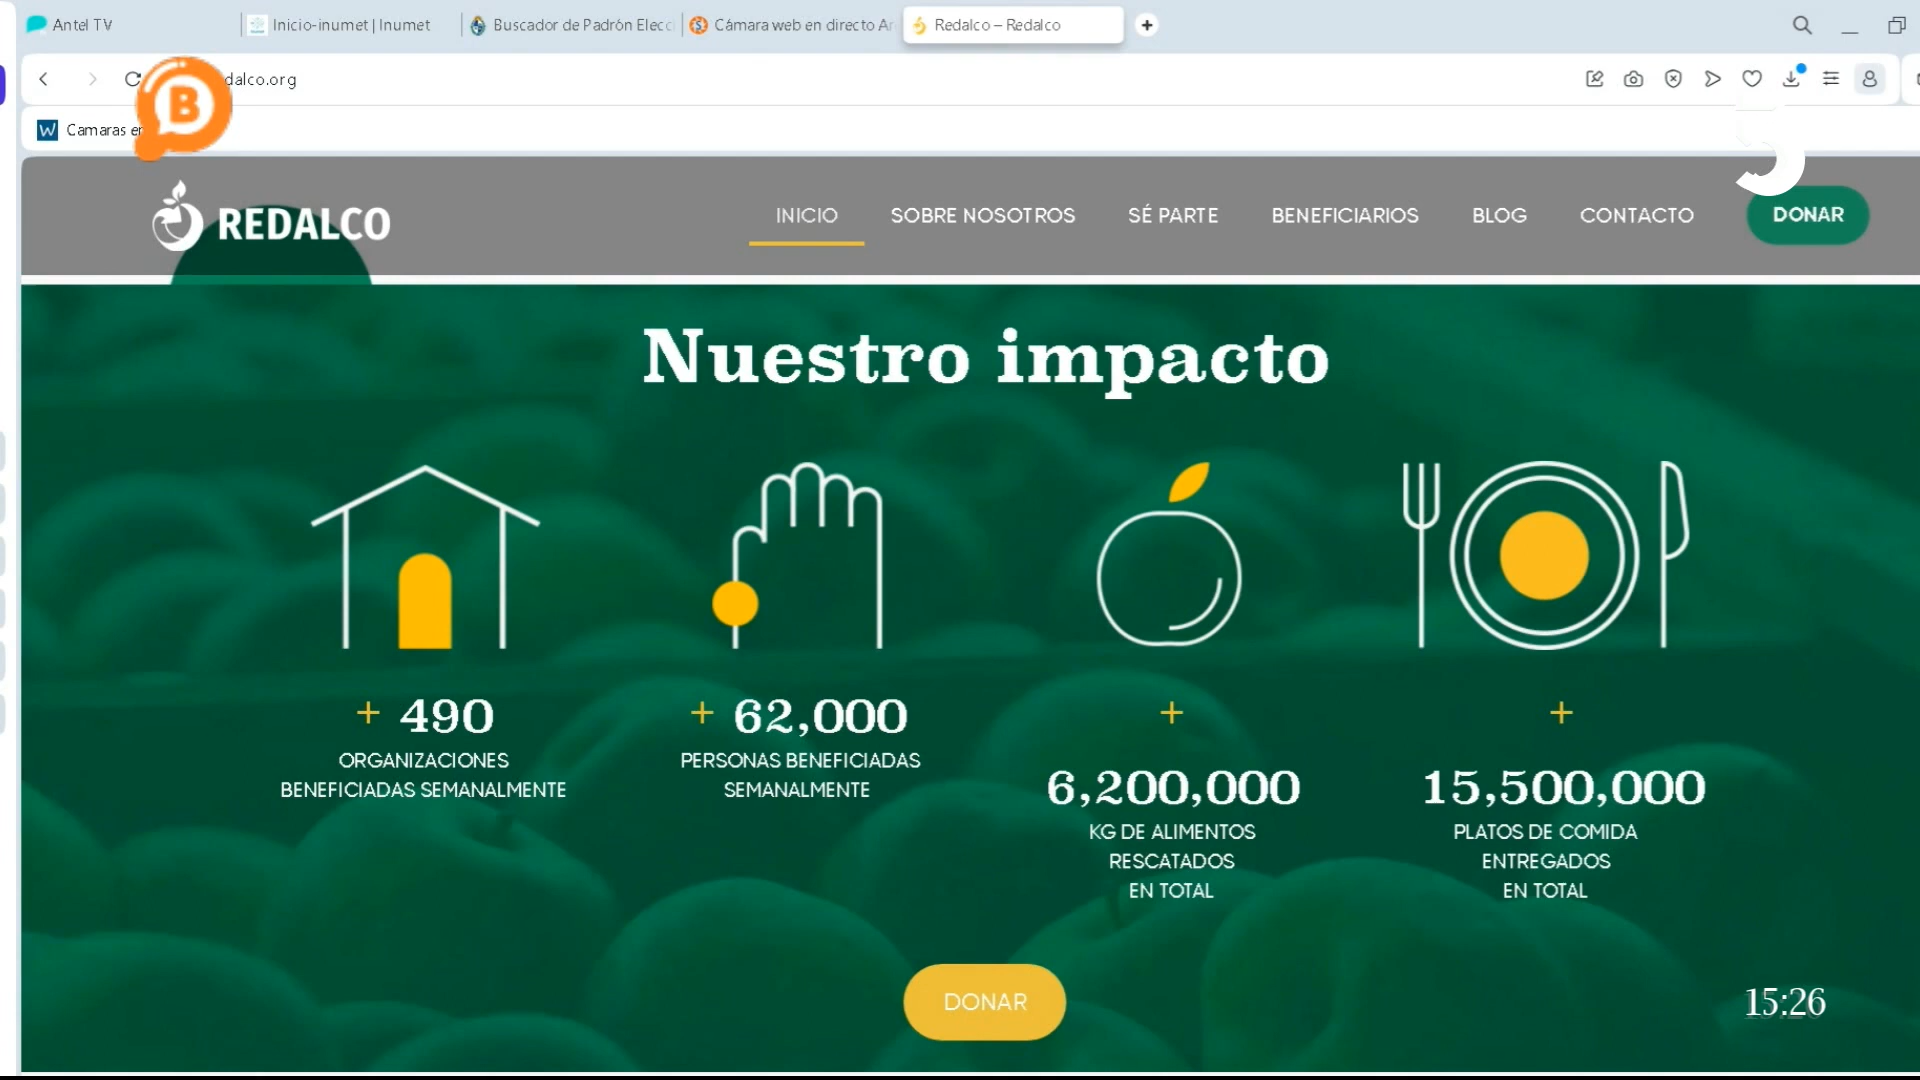 Antel TV
Inicio-inumet | Inumet
Buscador de Padrón Elecc
Cámara web en directo Ar
Redalco – Redalco
dalco.org
B
Camaras en
5
REDALCO
INICIO
SOBRE NOSOTROS
SÉ PARTE
BENEFICIARIOS
BLOG
CONTACTO
DONAR
Nuestro impacto
+ 490
ORGANIZACIONES
BENEFICIADAS SEMANALMENTE
+ 62,000
PERSONAS BENEFICIADAS
SEMANALMENTE
+
6,200,000
KG DE ALIMENTOS
RESCATADOS
EN TOTAL
+
15,500,000
PLATOS DE COMIDA
ENTREGADOS
EN TOTAL
DONAR
15:26